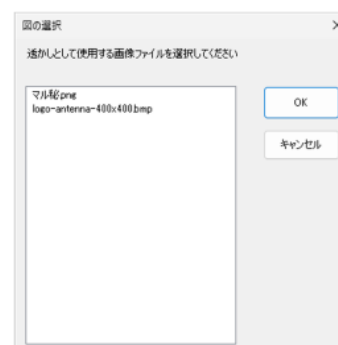 図の選択
透かしとして使用する画像ファイルを選択してください
マル秘.png
logo-antenna-400x400.bmp
OK
キャンセル